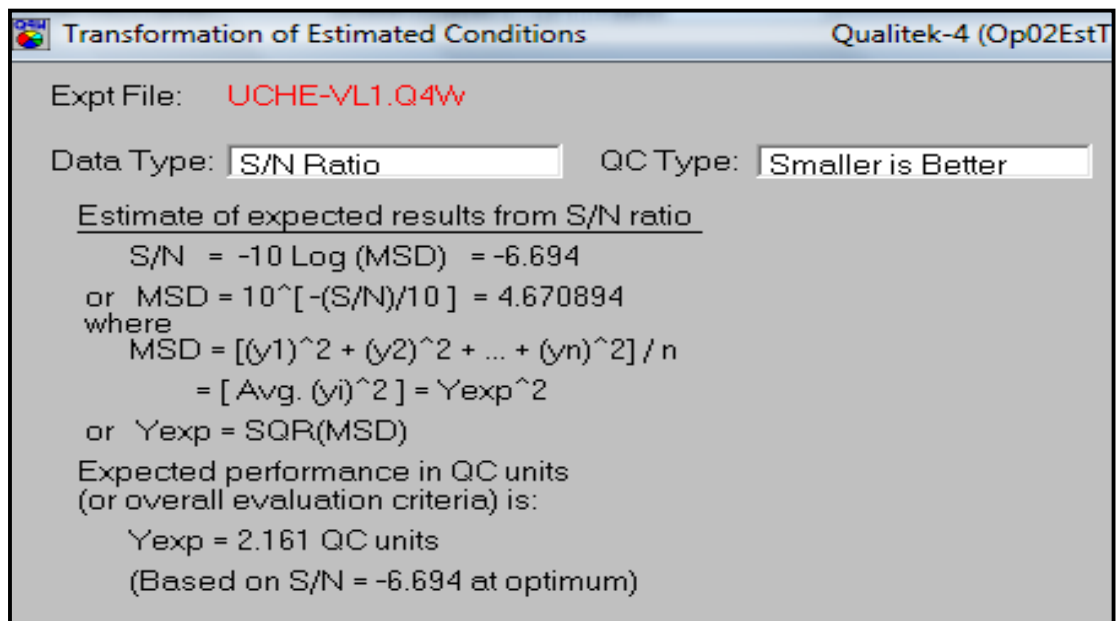 Transformation of Estimated Conditions Qualitek-4 (Op02EstT
Expt File: UCHE-VL1.Q4W
Data Type: S/N Ratio QC Type: Smaller is Better
Estimate of expected results from S/N ratio
S/N = -10 Log (MSD) = -6.694
or MSD = 10^[ -(S/N)/10 ] = 4.670894
where
MSD = [(y1)^2 + (y2)^2 + ... + (yn)^2] / n
= [ Avg. (yi)^2 ] = Yexp^2
or Yexp = SQR(MSD)
Expected performance in QC units
(or overall evaluation criteria) is:
Yexp = 2.161 QC units
(Based on S/N = -6.694 at optimum)